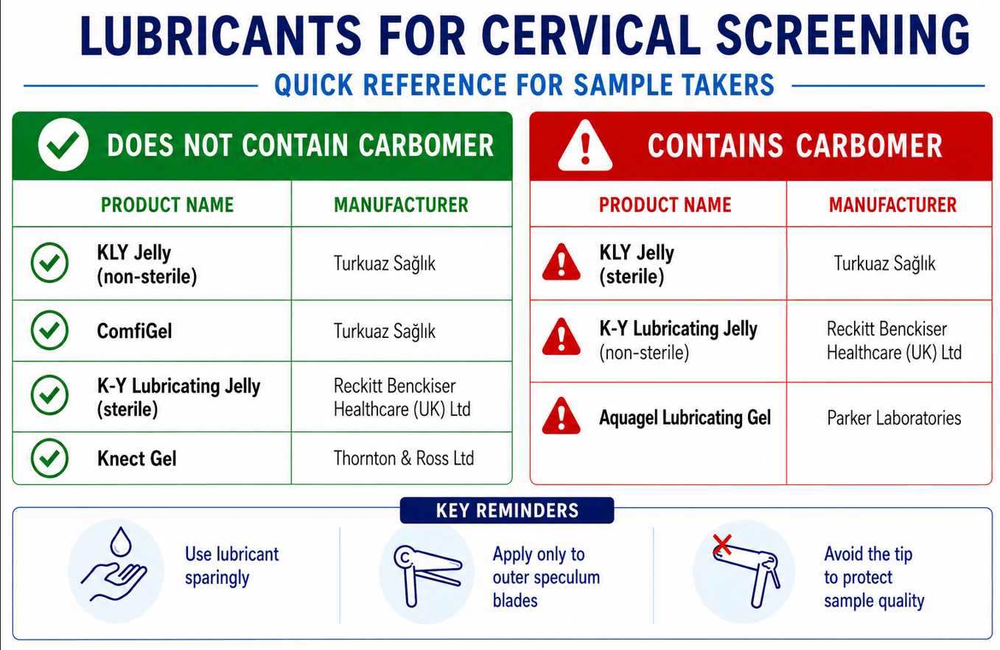 LUBRICANTS FOR CERVICAL SCREENING
QUICK REFERENCE FOR SAMPLE TAKERS
DOES NOT CONTAIN CARBOMER
PRODUCT NAME
MANUFACTURER
KLY Jelly
(non-sterile)
Turkuaz Sağlık
ComfiGel
Turkuaz Sağlık
K-Y Lubricating Jelly
(sterile)
Reckitt Benckiser
Healthcare (UK) Ltd
Knect Gel
Thornton & Ross Ltd
CONTAINS CARBOMER
PRODUCT NAME
MANUFACTURER
KLY Jelly
(sterile)
Turkuaz Sağlık
K-Y Lubricating Jelly
(non-sterile)
Reckitt Benckiser
Healthcare (UK) Ltd
Aquagel Lubricating Gel
Parker Laboratories
KEY REMINDERS
Use lubricant
sparingly
Apply only to
outer speculum
blades
Avoid the tip
to protect
sample quality